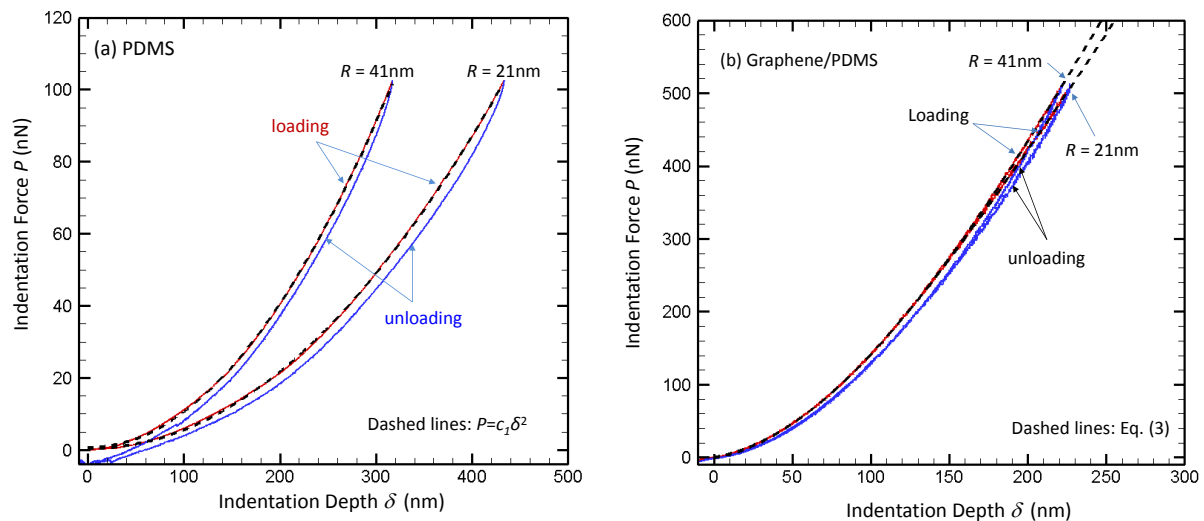 (a) PDMS
120
100
80
60
40
20
0
Indentation Force P (nN)
R = 41nm
R = 21nm
loading
unloading
Dashed lines: P=c₁δ²
0
100
200
300
400
500
Indentation Depth δ (nm)
(b) Graphene/PDMS
600
500
400
300
200
100
0
Indentation Force P (nN)
R = 41nm
Loading
R = 21nm
unloading
Dashed lines: Eq. (3)
0
50
100
150
200
250
300
Indentation Depth δ (nm)